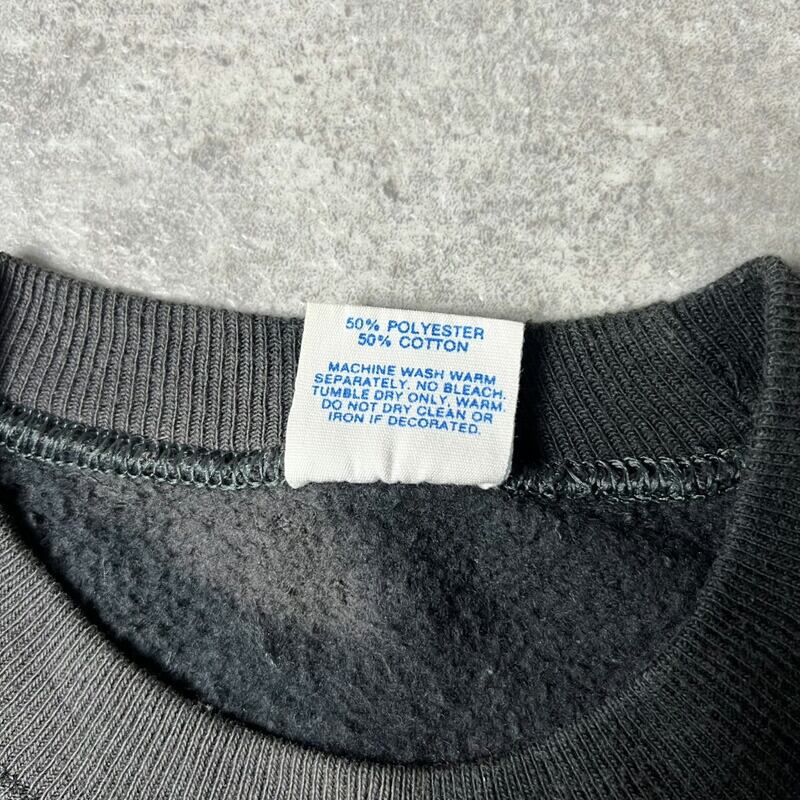 50% POLYESTER
50% COTTON
MACHINE WASH WARM
SEPARATELY. NO BLEACH.
TUMBLE DRY ONLY, WARM.
DO NOT DRY CLEAN OR
IRON IF DECORATED.